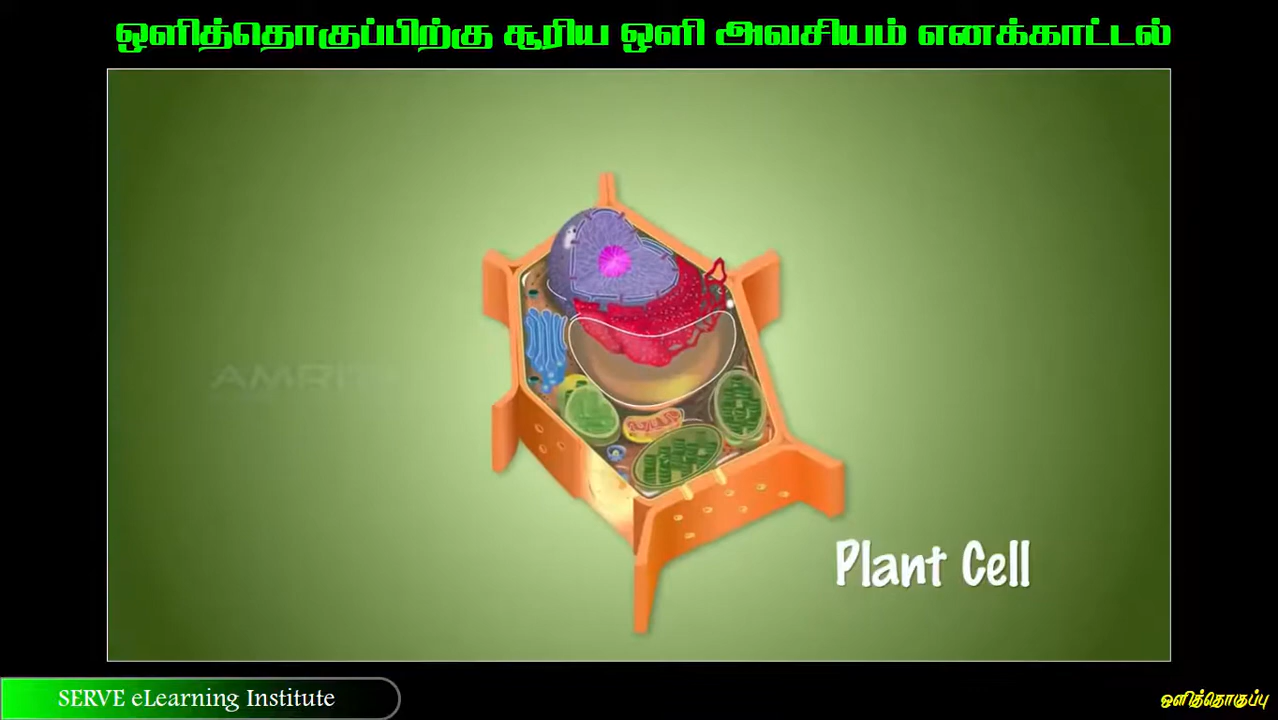 ஒளித்தொகுப்பிற்கு சூரிய ஒளி அவசியம் எனக்காட்டல்
Plant Cell
SERVE eLearning Institute
ஒளித்தொகுப்பு